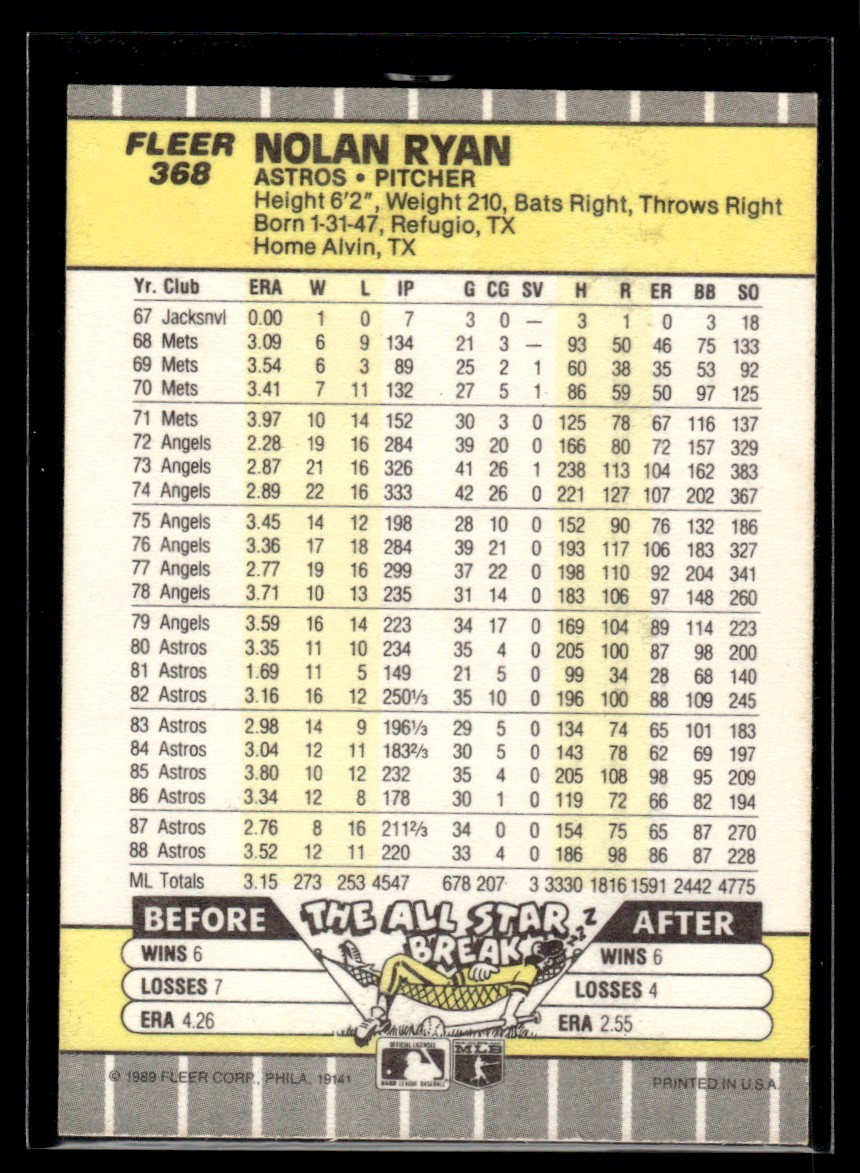 FLEER
368
NOLAN RYAN
ASTROS • PITCHER
Height 6'2", Weight 210, Bats Right, Throws Right
Born 1-31-47, Refugio, TX
Home Alvin, TX
Yr. Club ERA W L IP G CG SV H R ER BB SO
67 Jacksnvl 0.00 1 0 7 3 0 — 3 1 0 3 18
68 Mets 3.09 6 9 134 21 3 — 93 50 46 75 133
69 Mets 3.54 6 3 89 25 2 1 60 38 35 53 92
70 Mets 3.41 7 11 132 27 5 1 86 59 50 97 125
71 Mets 3.97 10 14 152 30 3 0 125 78 67 116 137
72 Angels 2.28 19 16 284 39 20 0 166 80 72 157 329
73 Angels 2.87 21 16 326 41 26 1 238 113 104 162 383
74 Angels 2.89 22 16 333 42 26 0 221 127 107 202 367
75 Angels 3.45 14 12 198 28 10 0 152 90 76 132 186
76 Angels 3.36 17 18 284 39 21 0 193 117 106 183 327
77 Angels 2.77 19 16 299 37 22 0 198 110 92 204 341
78 Angels 3.71 10 13 235 31 14 0 183 106 97 148 260
79 Angels 3.59 16 14 223 34 17 0 169 104 89 114 223
80 Astros 3.35 11 10 234 35 4 0 205 100 87 98 200
81 Astros 1.69 11 5 149 21 5 0 99 34 28 68 140
82 Astros 3.16 16 12 250⅓ 35 10 0 196 100 88 109 245
83 Astros 2.98 14 9 196⅓ 29 5 0 134 74 65 101 183
84 Astros 3.04 12 11 183⅔ 30 5 0 143 78 62 69 197
85 Astros 3.80 10 12 232 35 4 0 205 108 98 95 209
86 Astros 3.34 12 8 178 30 1 0 119 72 66 82 194
87 Astros 2.76 8 16 211⅔ 34 0 0 154 75 65 87 270
88 Astros 3.52 12 11 220 33 4 0 186 98 86 87 228
ML Totals 3.15 273 253 4547 678 207 3 3330 1816 1591 2442 4775
BEFORE
THE ALL STAR
BREAK
ZZZZ
AFTER
WINS 6
LOSSES 7
ERA 4.26
WINS 6
LOSSES 4
ERA 2.55
OFFICIAL LICENSEE
MAJOR LEAGUE BASEBALL
MLB
© 1989 FLEER CORP., PHILA. 19141
PRINTED IN U.S.A.